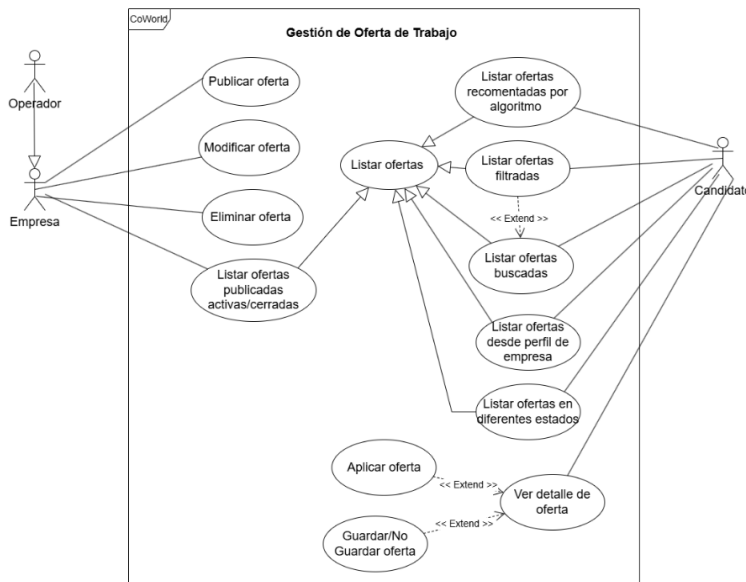 CoWorld
Gestión de Oferta de Trabajo
Operador
Empresa
Publicar oferta
Modificar oferta
Eliminar oferta
Listar ofertas
publicadas
activas/cerradas
Listar ofertas
Listar ofertas
recomentadas por
algoritmo
Listar ofertas
filtradas
<< Extend >>
Listar ofertas
buscadas
Listar ofertas
desde perfil de
empresa
Listar ofertas en
diferentes estados
Candidato
Aplicar oferta
<< Extend >>
Ver detalle de
oferta
<< Extend >>
Guardar/No
Guardar oferta